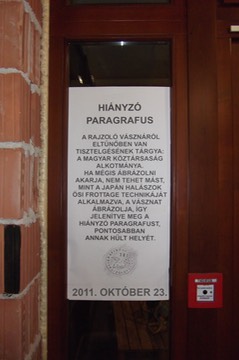 HIÁNYZÓ
PARAGRAFUS
A RAJZOLÓ VÁSZNÁRÓL
ELTŰNŐBEN VAN
TISZTELGÉSÉNEK TÁRGYA:
A MAGYAR KÖZTÁRSASÁG
ALKOTMÁNYA.
HA MÉGIS ÁBRÁZOLNI
AKARJA, NEM TEHET MÁST,
MINT A JAPÁN HALÁSZOK
ŐSI FROTTAGE TECHNIKÁJÁT
ALKALMAZVA, A VÁSZNAT
ÁBRÁZOLJA, ÍGY
JELENÍTVE MEG A
HIÁNYZÓ PARAGRAFUST,
PONTOSABBAN
ANNAK HŰLT HELYÉT.
2011. OKTÓBER 23.